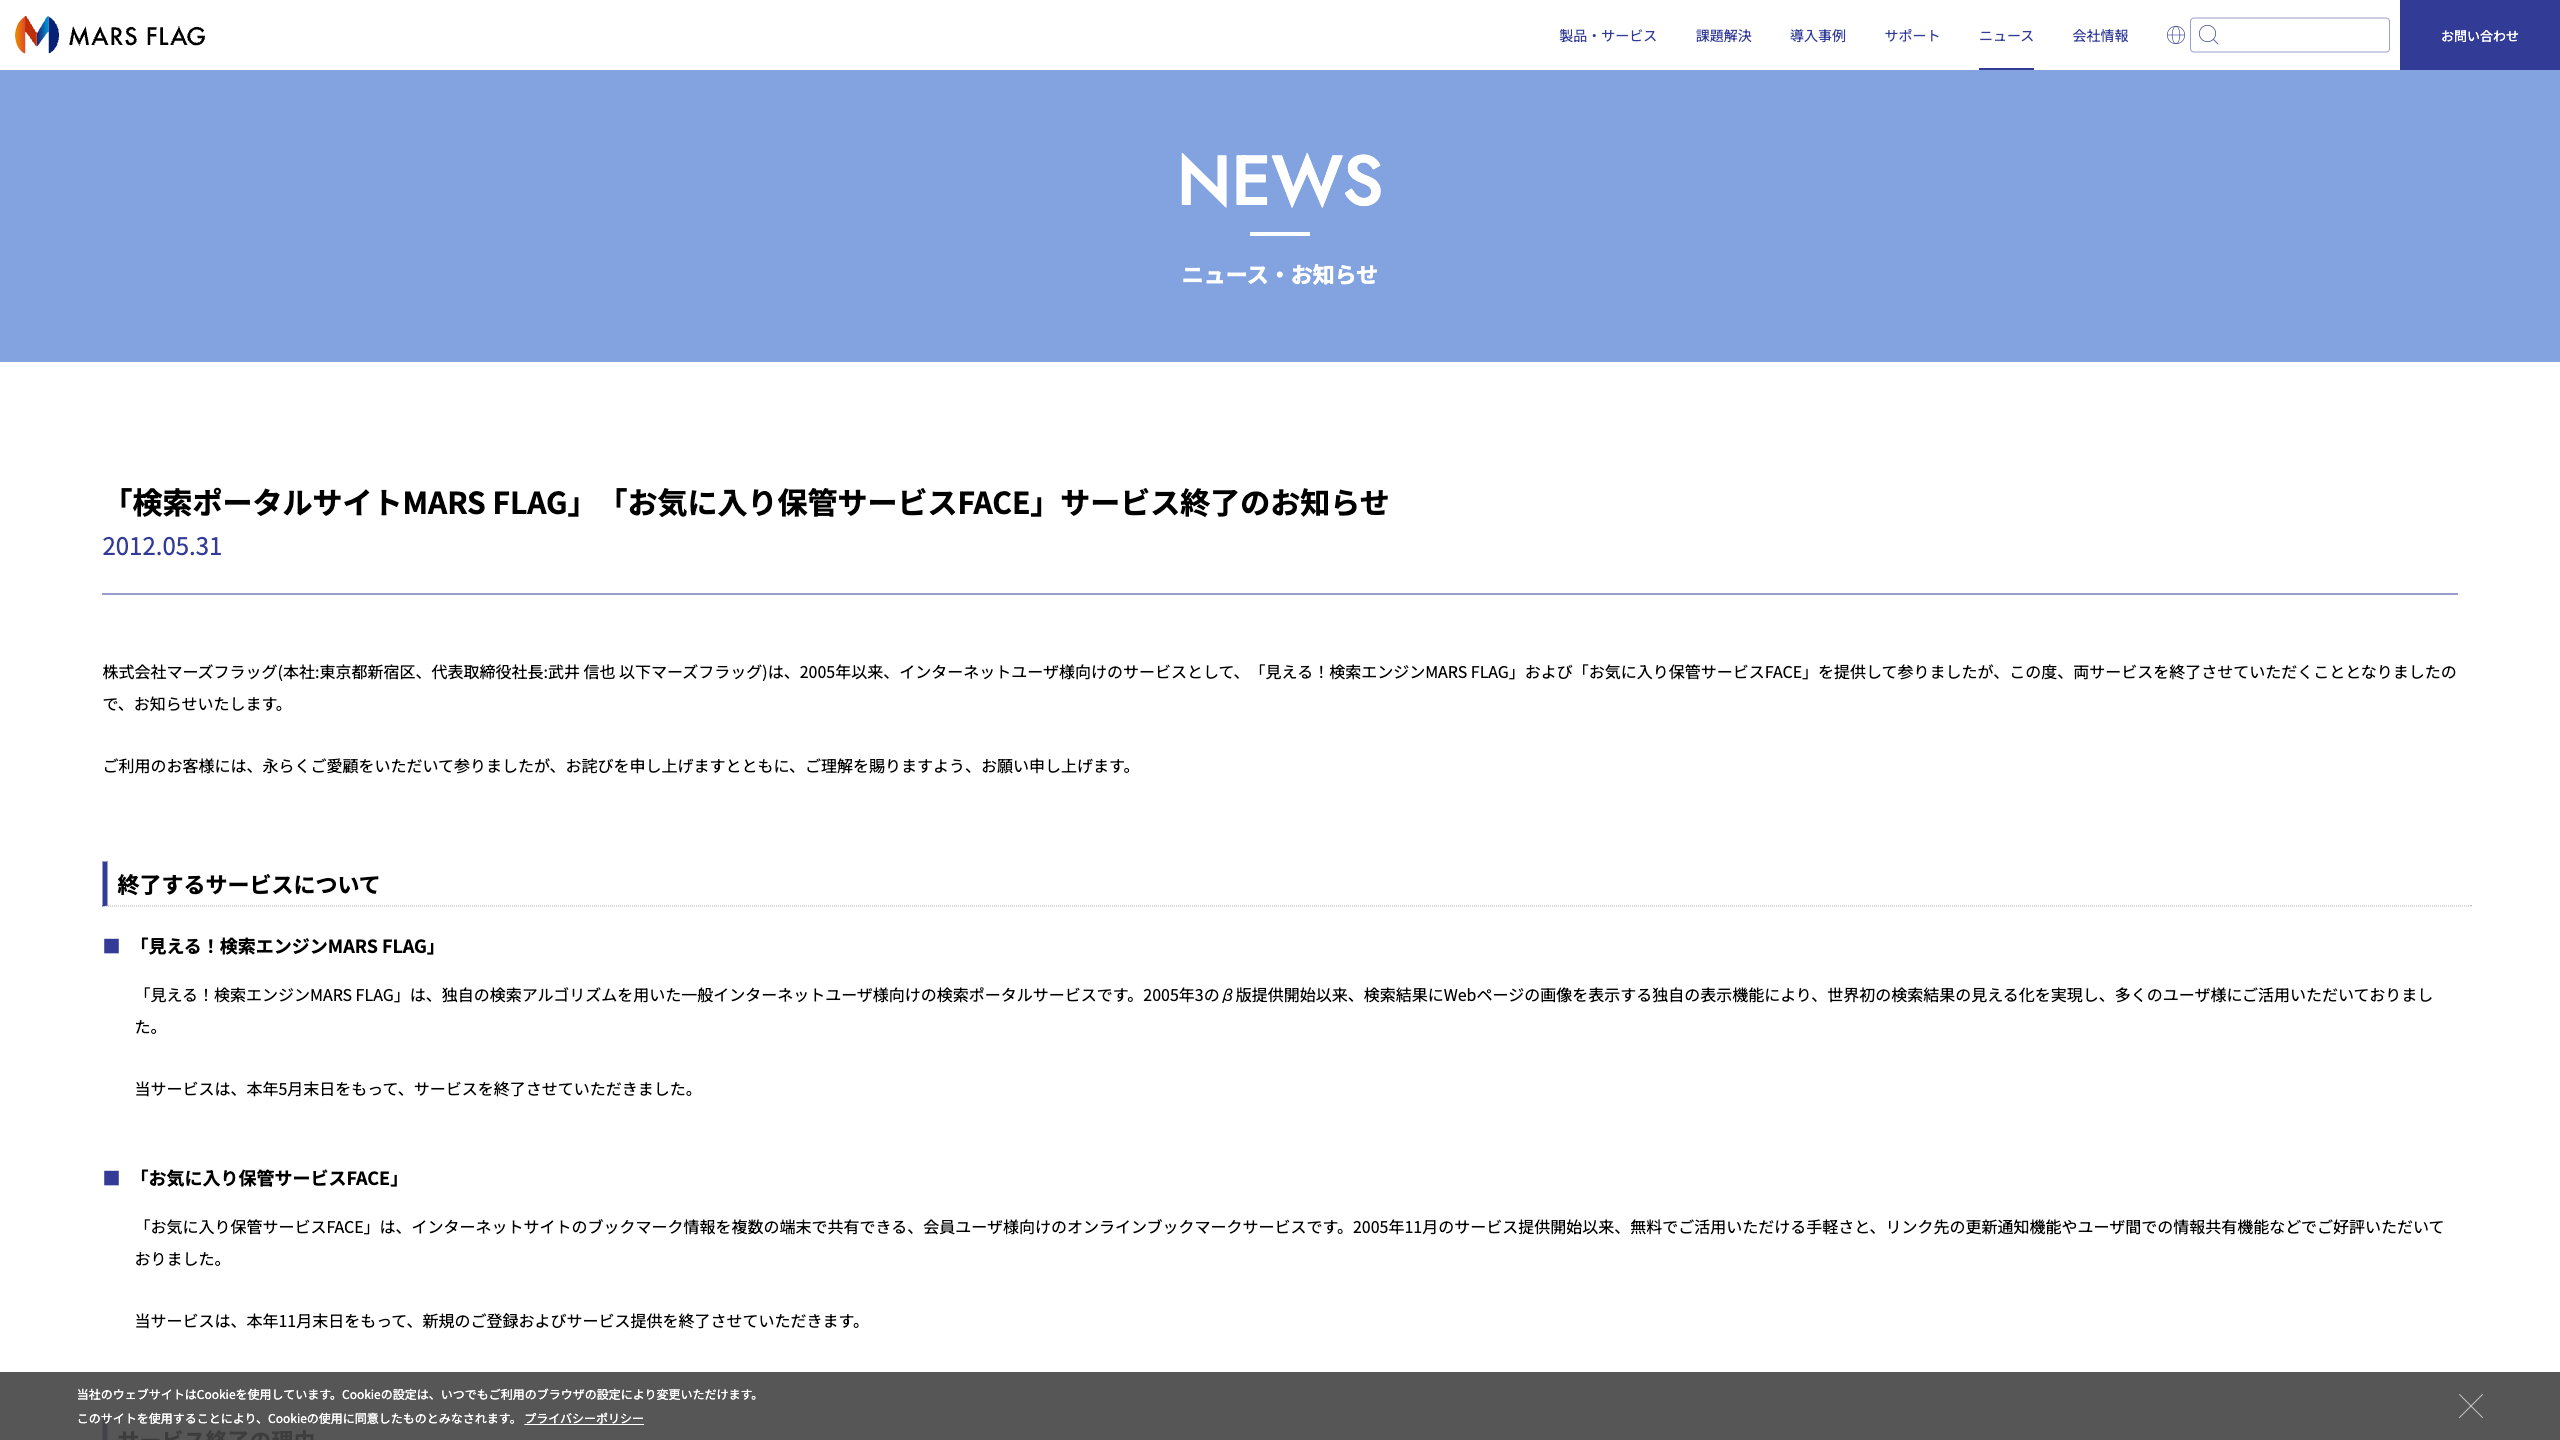 MARS FLAG
製品・サービス 課題解決 導入事例 サポート ニュース 会社情報 お問い合わせ
NEWS
ニュース・お知らせ
「検索ポータルサイトMARS FLAG」「お気に入り保管サービスFACE」サービス終了のお知らせ
2012.05.31
株式会社マーズフラッグ(本社:東京都新宿区、代表取締役社長:武井 信也 以下マーズフラッグ)は、2005年以来、インターネットユーザ様向けのサービスとして、「見える！検索エンジンMARS FLAG」および「お気に入り保管サービスFACE」を提供して参りましたが、この度、両サービスを終了させていただくこととなりましたの
で、お知らせいたします。
ご利用のお客様には、永らくご愛顧をいただいて参りましたが、お詫びを申し上げますとともに、ご理解を賜りますよう、お願い申し上げます。
終了するサービスについて
■ 「見える！検索エンジンMARS FLAG」
「見える！検索エンジンMARS FLAG」は、独自の検索アルゴリズムを用いた一般インターネットユーザ様向けの検索ポータルサービスです。2005年3のβ版提供開始以来、検索結果にWebページの画像を表示する独自の表示機能により、世界初の検索結果の見える化を実現し、多くのユーザ様にご活用いただいておりまし
た。
当サービスは、本年5月末日をもって、サービスを終了させていただきました。
■ 「お気に入り保管サービスFACE」
「お気に入り保管サービスFACE」は、インターネットサイトのブックマーク情報を複数の端末で共有できる、会員ユーザ様向けのオンラインブックマークサービスです。2005年11月のサービス提供開始以来、無料でご活用いただける手軽さと、リンク先の更新通知機能やユーザ間での情報共有機能などでご好評いただいて
おりました。
当サービスは、本年11月末日をもって、新規のご登録およびサービス提供を終了させていただきます。
当社のウェブサイトはCookieを使用しています。Cookieの設定は、いつでもご利用のブラウザの設定により変更いただけます。
このサイトを使用することにより、Cookieの使用に同意したものとみなされます。 プライバシーポリシー
サービス終了の理由